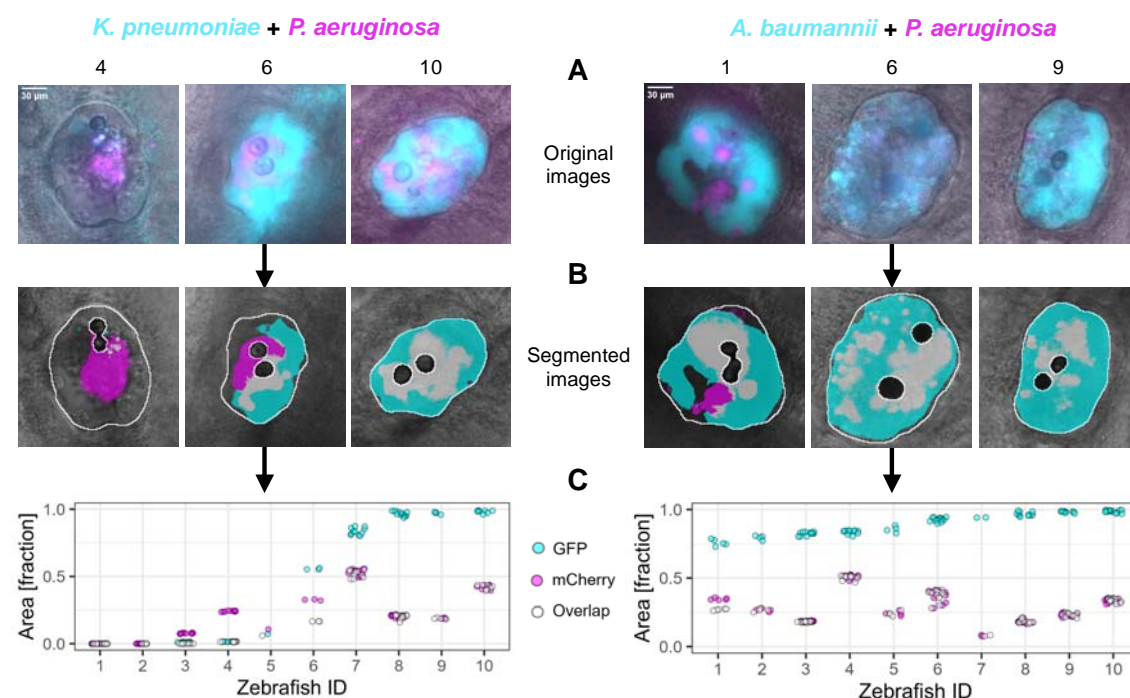 K. pneumoniae + P. aeruginosa
A. baumannii + P. aeruginosa
4 6 10
A
1 6 9
30 µm
30 µm
Original
images
B
Segmented
images
C
1.0
0.5
0.0
Area [fraction]
1 2 3 4 5 6 7 8 9 10
Zebrafish ID
GFP
mCherry
Overlap
1.0
0.5
0.0
Area [fraction]
1 2 3 4 5 6 7 8 9 10
Zebrafish ID